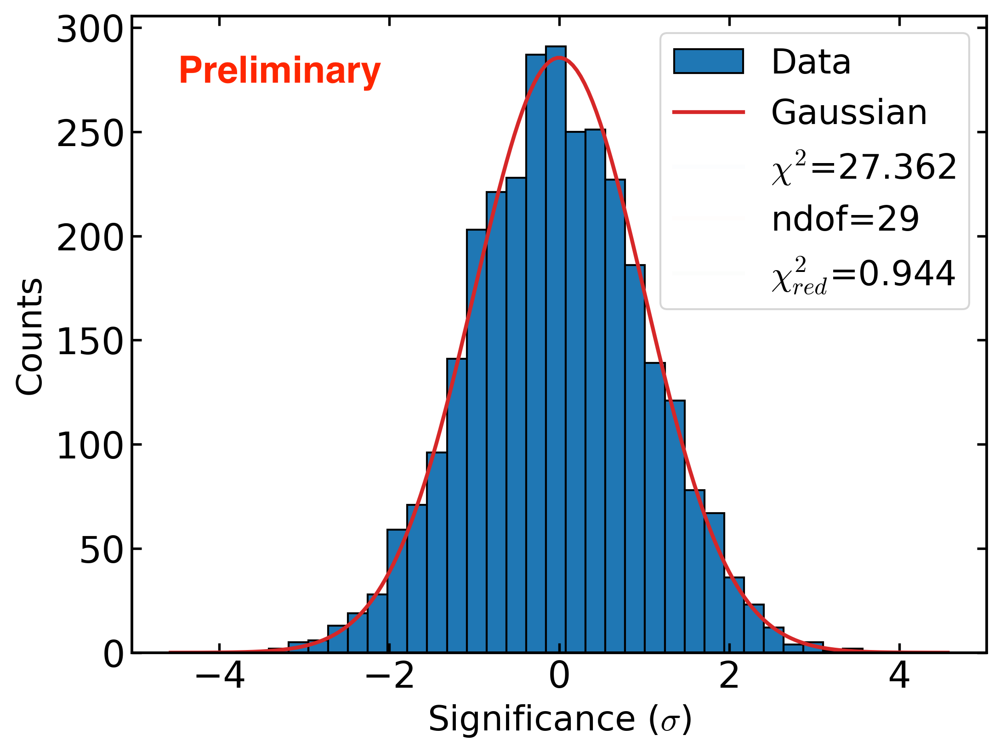 Preliminary
Data
Gaussian
χ²=27.362
ndof=29
χ²red=0.944
300
250
200
150
100
50
0
Counts
−4
−2
0
2
4
Significance (σ)